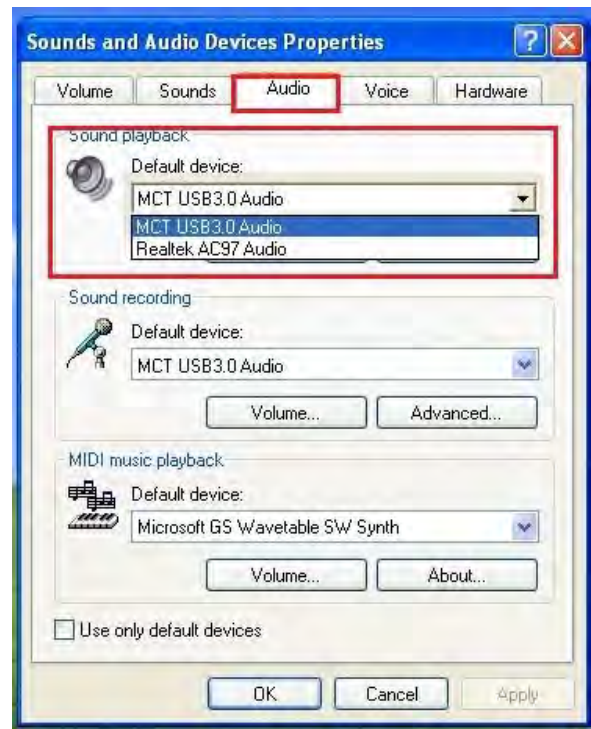 Sounds and Audio Devices Properties
Volume Sounds Audio Voice Hardware
Sound playback
Default device:
MCT USB3.0 Audio
MCT USB3.0 Audio
Realtek AC97 Audio
Sound recording
Default device:
MCT USB3.0 Audio
Volume... Advanced...
MIDI music playback
Default device:
Microsoft GS Wavetable SW Synth
Volume... About...
Use only default devices
OK Cancel Apply